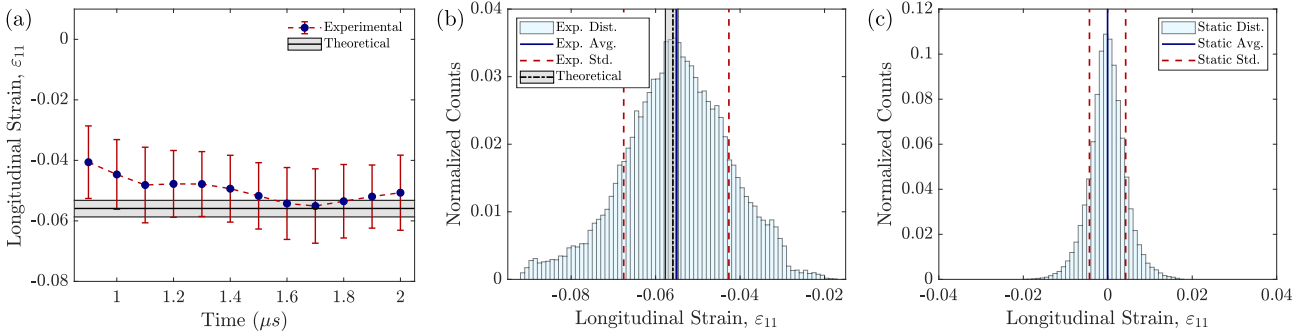 (a)
Experimental
Theoretical
Longitudinal Strain, ε11
0
-0.02
-0.04
-0.06
-0.08
1
1.2
1.4
1.6
1.8
2
Time (μs)
(b)
Exp. Dist.
Exp. Avg.
Exp. Std.
Theoretical
Normalized Counts
0.04
0.03
0.02
0.01
0
-0.08
-0.06
-0.04
-0.02
Longitudinal Strain, ε11
(c)
Static Dist.
Static Avg.
Static Std.
Normalized Counts
0.12
0.10
0.08
0.06
0.04
0.02
0
-0.04
-0.02
0
0.02
0.04
Longitudinal Strain, ε11